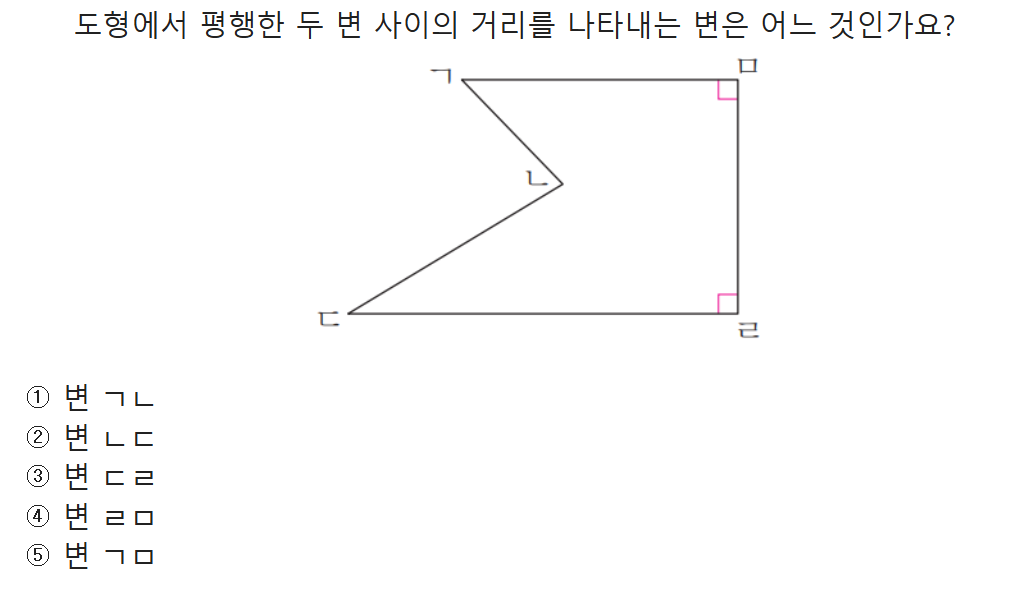 도형에서 평행한 두 변 사이의 거리를 나타내는 변은 어느 것인가요?
ㄱ
ㅁ
ㄴ
ㄷ
ㄹ
① 변 ㄱㄴ
② 변 ㄴㄷ
③ 변 ㄷㄹ
④ 변 ㄹㅁ
⑤ 변 ㄱㅁ